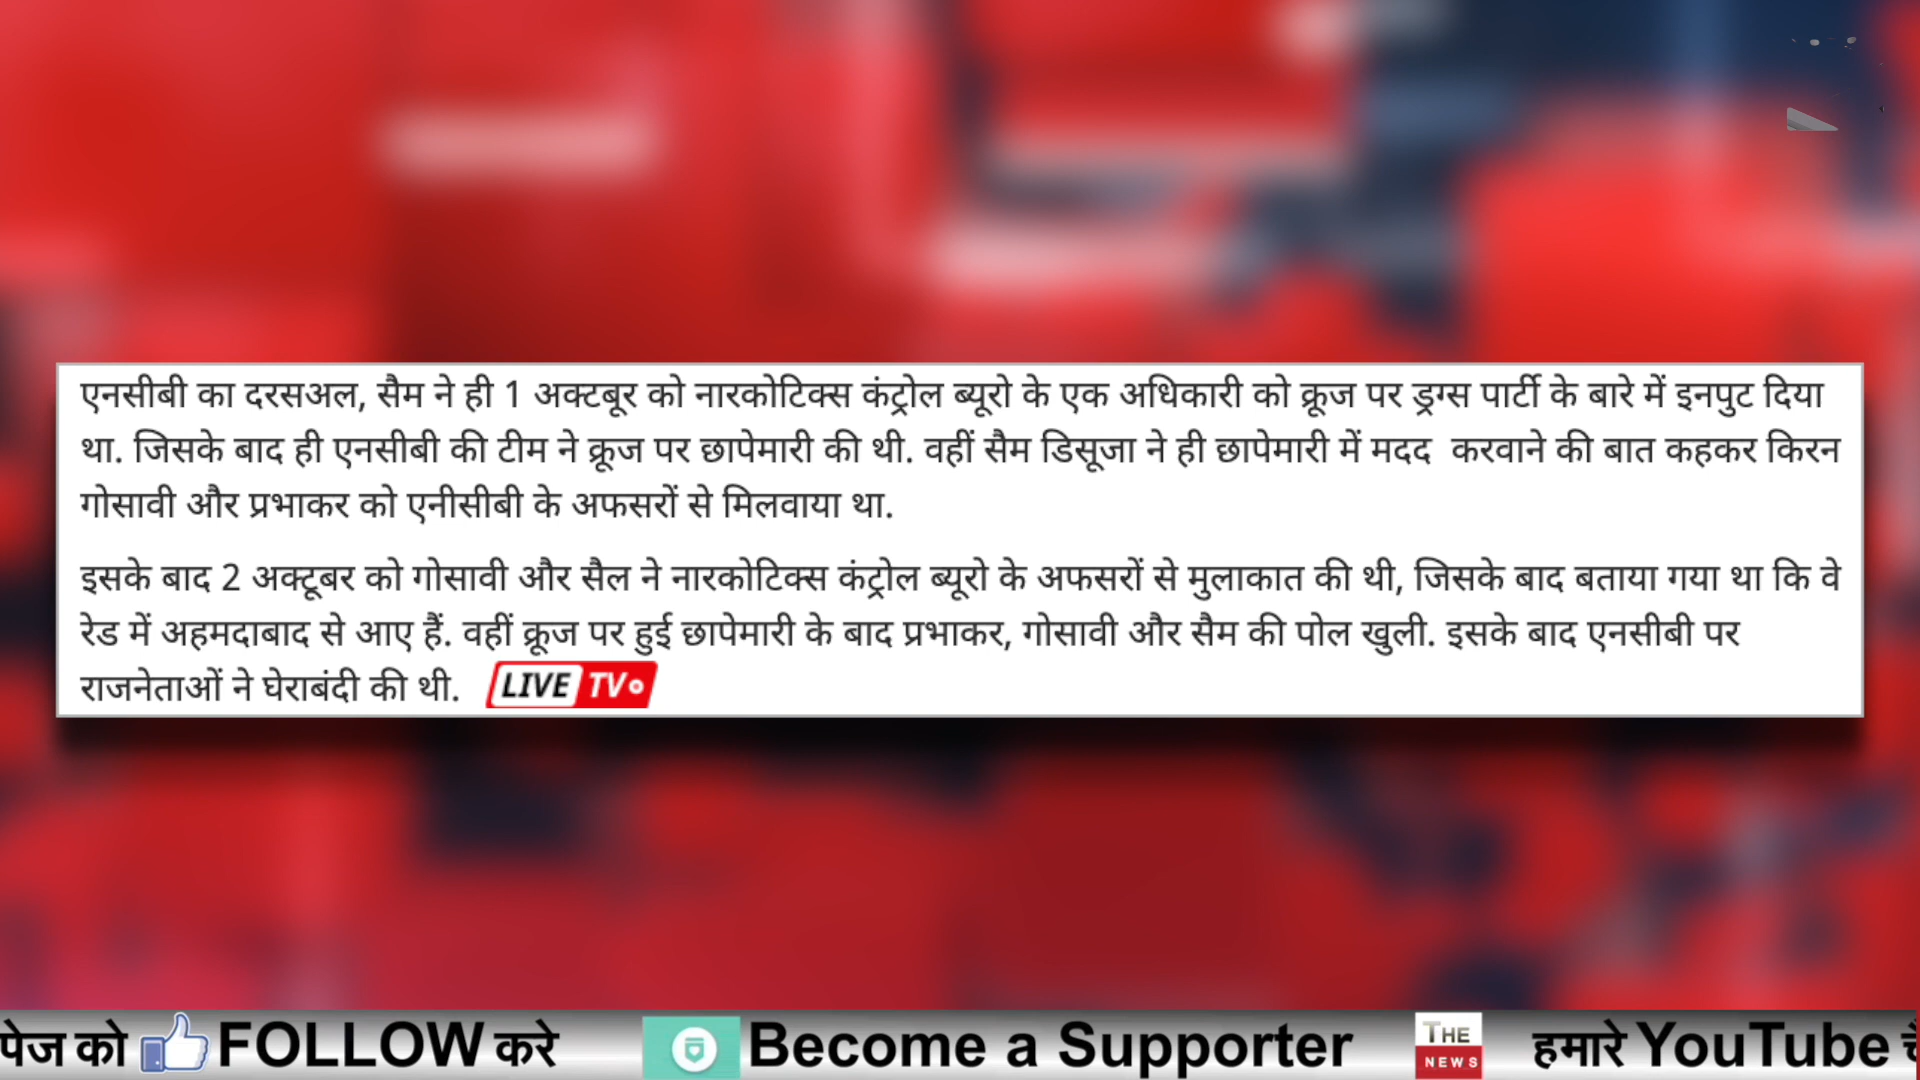 एनसीबी का दरसअल, सैम ने ही 1 अक्टबूर को नारकोटिक्स कंट्रोल ब्यूरो के एक अधिकारी को क्रूज पर ड्रग्स पार्टी के बारे में इनपुट दिया
था. जिसके बाद ही एनसीबी की टीम ने क्रूज पर छापेमारी की थी. वहीं सैम डिसूजा ने ही छापेमारी में मदद करवाने की बात कहकर किरन
गोसावी और प्रभाकर को एनीसीबी के अफसरों से मिलवाया था.
इसके बाद 2 अक्टूबर को गोसावी और सैल ने नारकोटिक्स कंट्रोल ब्यूरो के अफसरों से मुलाकात की थी, जिसके बाद बताया गया था कि वे
रेड में अहमदाबाद से आए हैं. वहीं क्रूज पर हुई छापेमारी के बाद प्रभाकर, गोसावी और सैम की पोल खुली. इसके बाद एनसीबी पर
राजनेताओं ने घेराबंदी की थी. LIVE TV
पेज को FOLLOW करे Become a Supporter THE NEWS हमारे YouTube